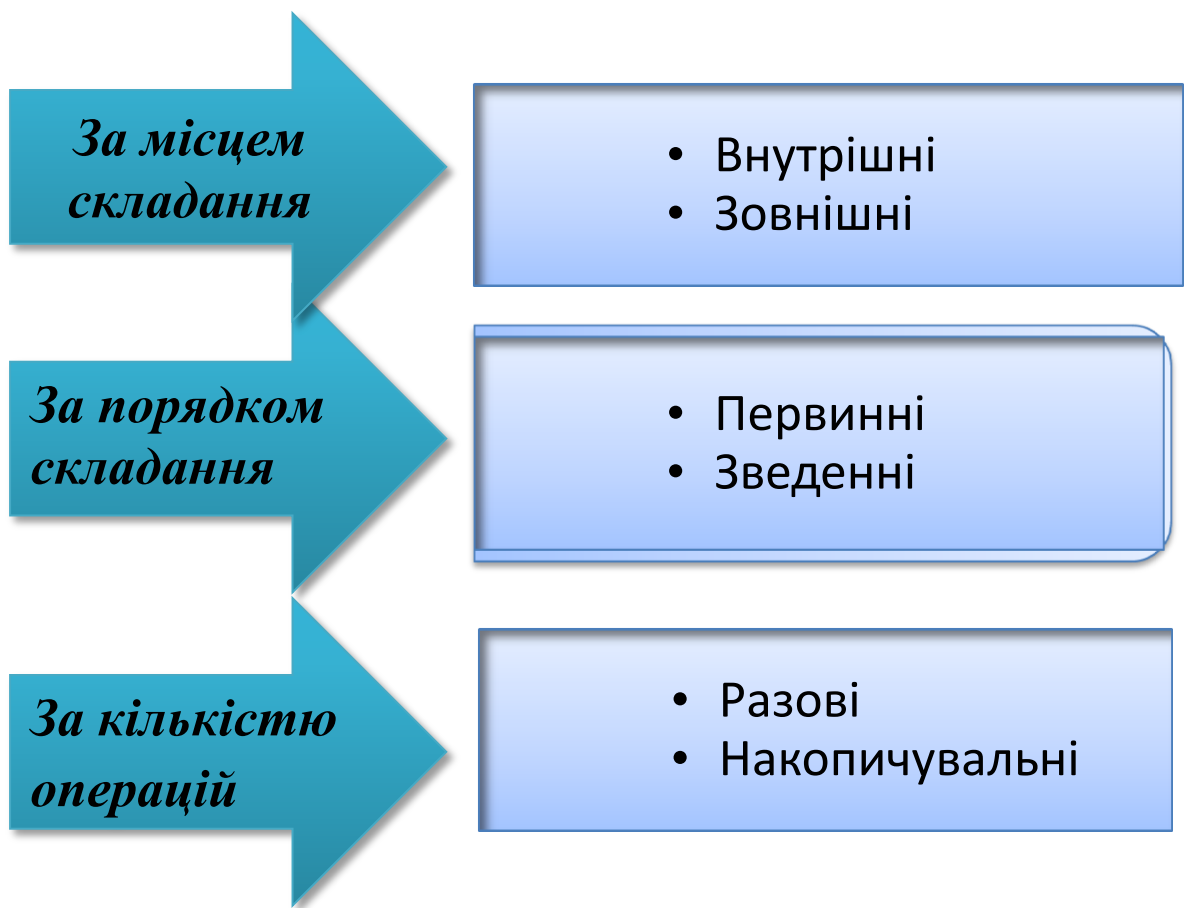 За місцем
складання
• Внутрішні
• Зовнішні
За порядком
складання
• Первинні
• Зведенні
За кількістю
операцій
• Разові
• Накопичувальні